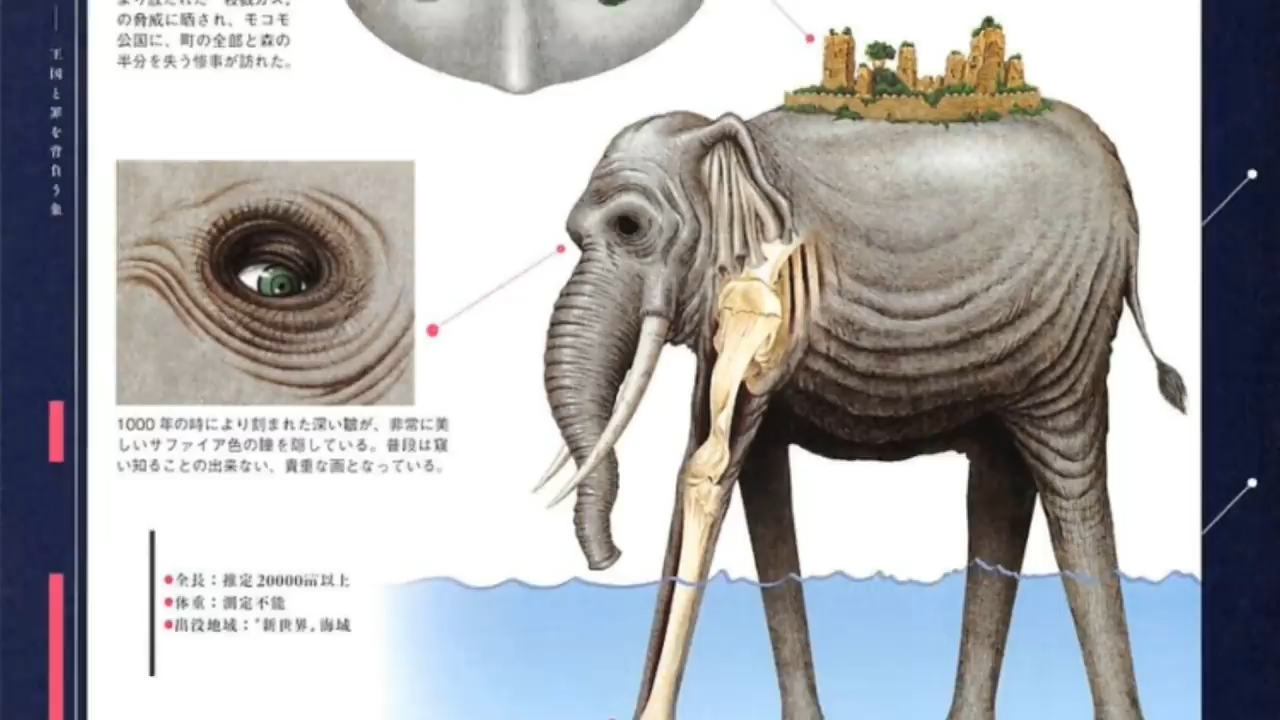 の脅威に晒され、モコモ
公国に、町の全部と森の
半分を失う惨事が訪れた。
王国と罪を背負う象
1000年の時により刻まれた深い皺が、非常に美
しいサファイア色の瞳を隠している。普段は窺
い知ることの出来ない、貴重な画となっている。
●全長：推定20000m以上
●体重：測定不能
●出没地域：“新世界”海域